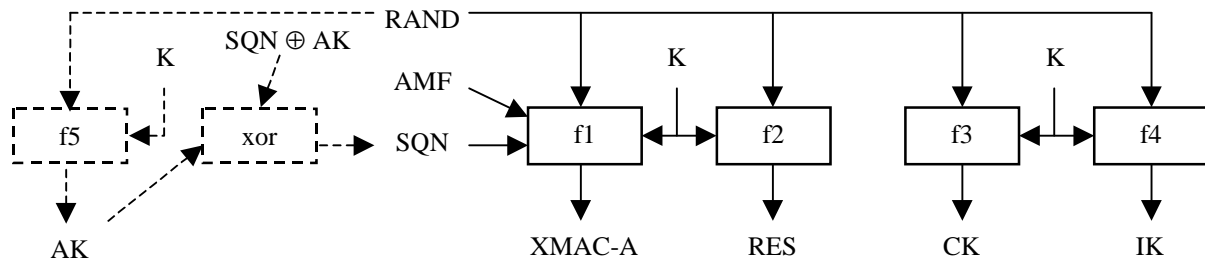 RAND
SQN ⊕ AK
K
K
K
AMF
f5
xor
SQN
f1
f2
f3
f4
AK
XMAC-A
RES
CK
IK